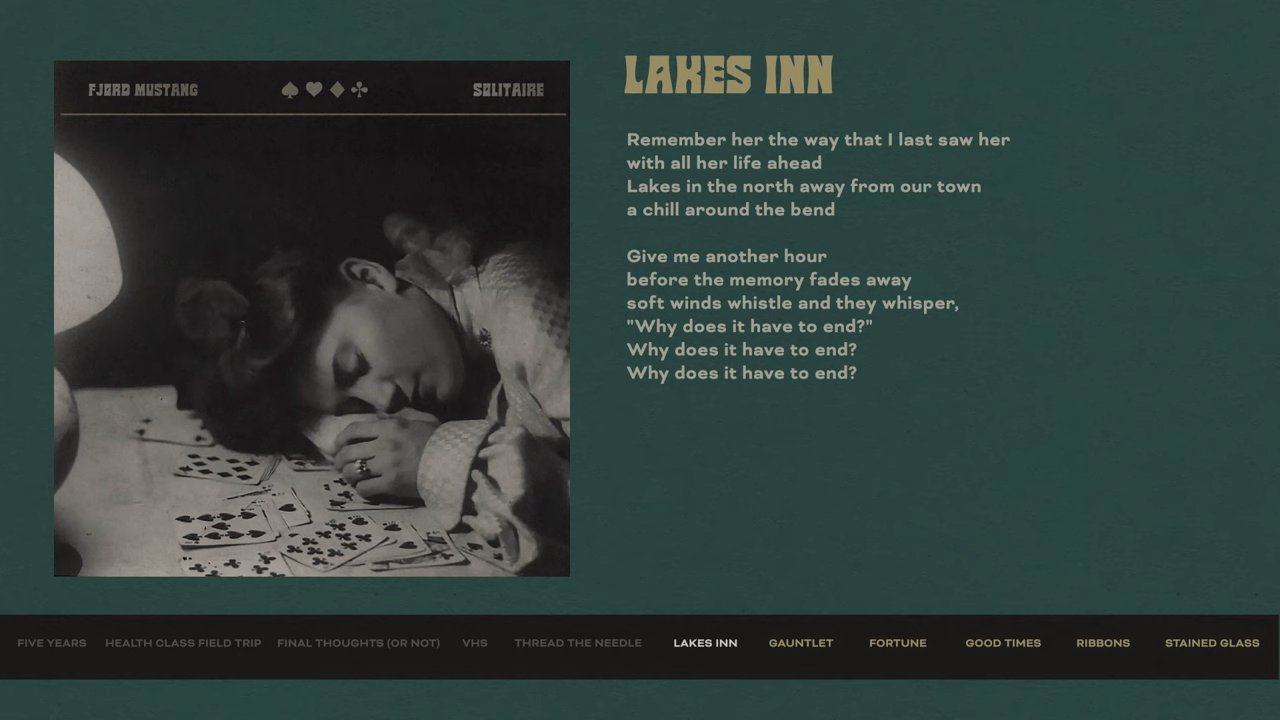 FJORD MUSTANG
SOLITAIRE
LAKES INN
Remember her the way that I last saw her
with all her life ahead
Lakes in the north away from our town
a chill around the bend
Give me another hour
before the memory fades away
soft winds whistle and they whisper,
"Why does it have to end?"
Why does it have to end?
Why does it have to end?
FIVE YEARS HEALTH CLASS FIELD TRIP FINAL THOUGHTS (OR NOT) VHS THREAD THE NEEDLE LAKES INN GAUNTLET FORTUNE GOOD TIMES RIBBONS STAINED GLASS